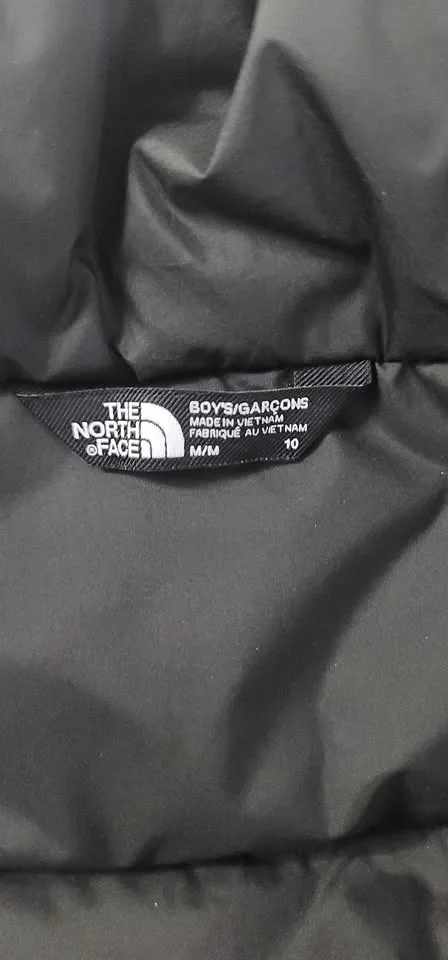 THE
NORTH
®FACE
BOY'S/GARÇONS
MADE IN VIETNAM
FABRIQUÉ AU VIETNAM
M/M 10